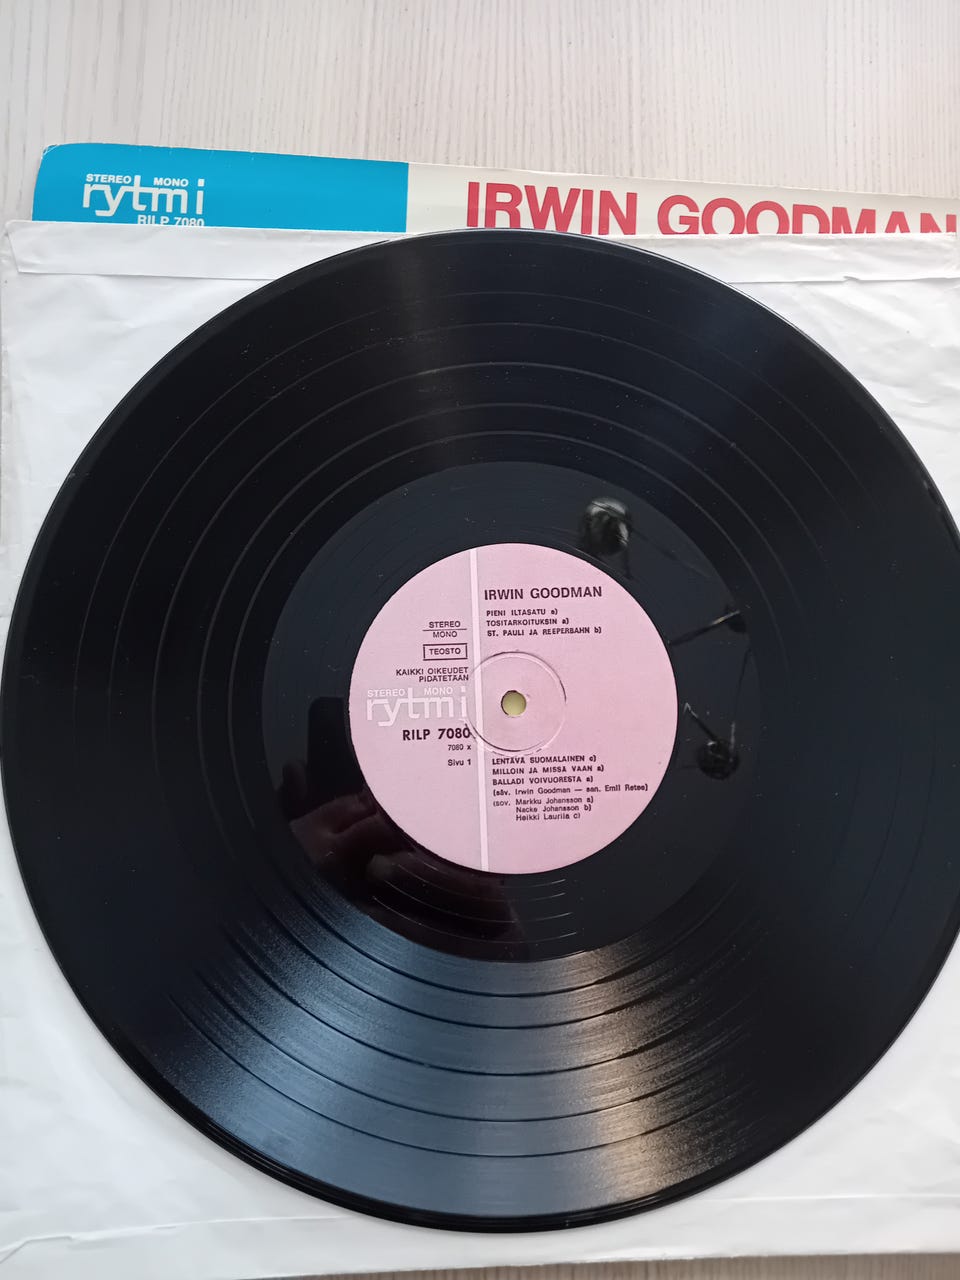 STEREO MONO
rytmi
RILP 7080
IRWIN GOODMAN
IRWIN GOODMAN
PIENI ILTASATU a)
TOSITARKOITUKSIN a)
ST. PAULI JA REEPERBAHN b)
STEREO
MONO
TEOSTO
KAIKKI OIKEUDET
PIDÄTETÄÄN
STEREO MONO
rytmi
RILP 7080
7080 x
Sivu 1
LENTÄVÄ SUOMALAINEN c)
MILLOIN JA MISSÄ VAAN a)
BALLADI VOIVUORESTA a)
(säv. Irwin Goodman — san. Emil Retee)
(sov. Markku Johansson a)
Nacke Johansson b)
Heikki Laurila c)